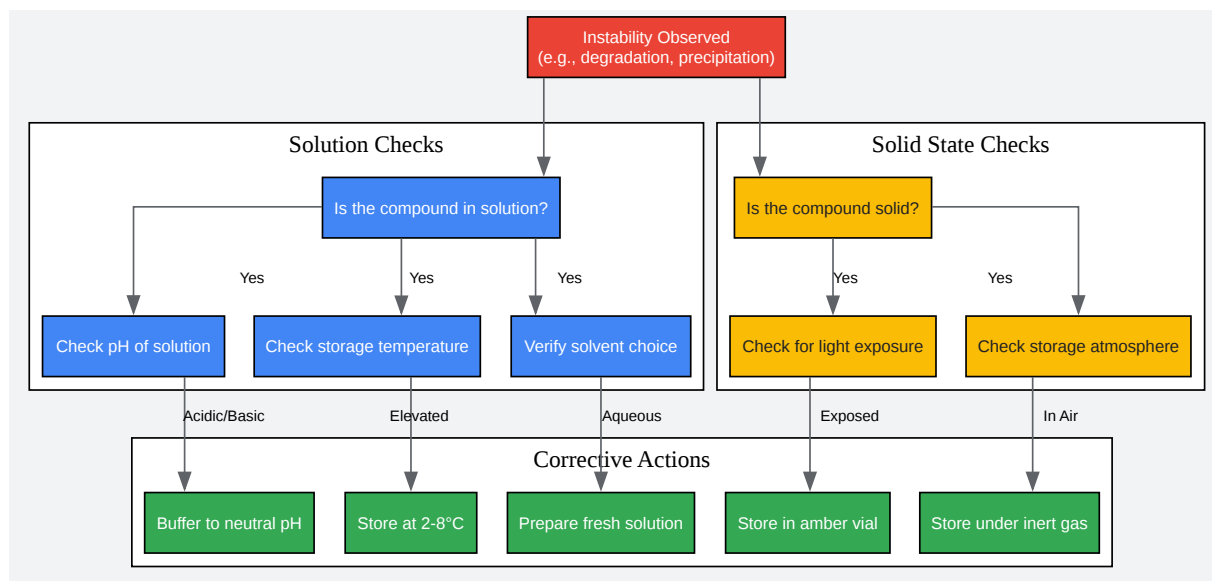 Instability Observed
(e.g., degradation, precipitation)
Solution Checks
Solid State Checks
Is the compound in solution?
Is the compound solid?
Yes
Yes
Yes
Yes
Yes
Check pH of solution
Check storage temperature
Verify solvent choice
Check for light exposure
Check storage atmosphere
Acidic/Basic
Elevated
Aqueous
Exposed
In Air
Corrective Actions
Buffer to neutral pH
Store at 2-8°C
Prepare fresh solution
Store in amber vial
Store under inert gas